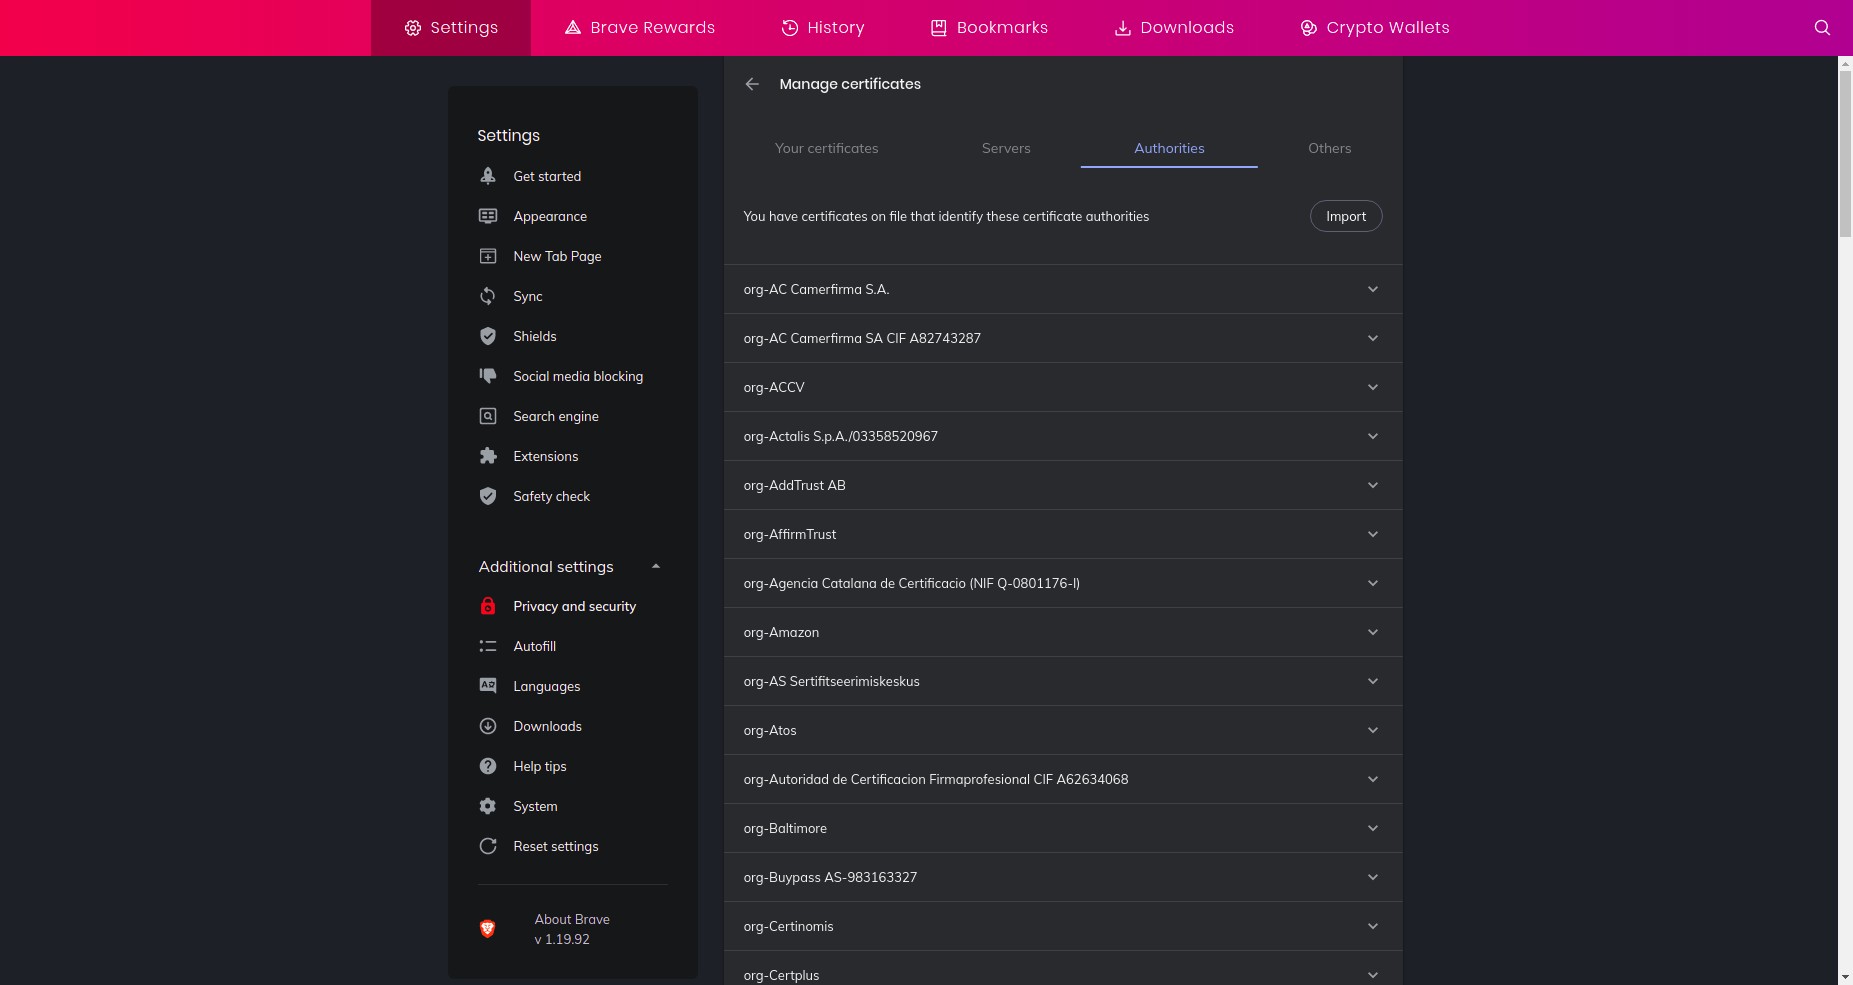 Settings
Brave Rewards
History
Bookmarks
Downloads
Crypto Wallets
Settings
Get started
Appearance
New Tab Page
Sync
Shields
Social media blocking
Search engine
Extensions
Safety check
Additional settings
Privacy and security
Autofill
Languages
Downloads
Help tips
System
Reset settings
About Brave
v 1.19.92
Manage certificates
Your certificates
Servers
Authorities
Others
You have certificates on file that identify these certificate authorities
Import
org-AC Camerfirma S.A.
org-AC Camerfirma SA CIF A82743287
org-ACCV
org-Actalis S.p.A./03358520967
org-AddTrust AB
org-AffirmTrust
org-Agencia Catalana de Certificacio (NIF Q-0801176-I)
org-Amazon
org-AS Sertifitseerimiskeskus
org-Atos
org-Autoridad de Certificacion Firmaprofesional CIF A62634068
org-Baltimore
org-Buypass AS-983163327
org-Certinomis
org-Certplus